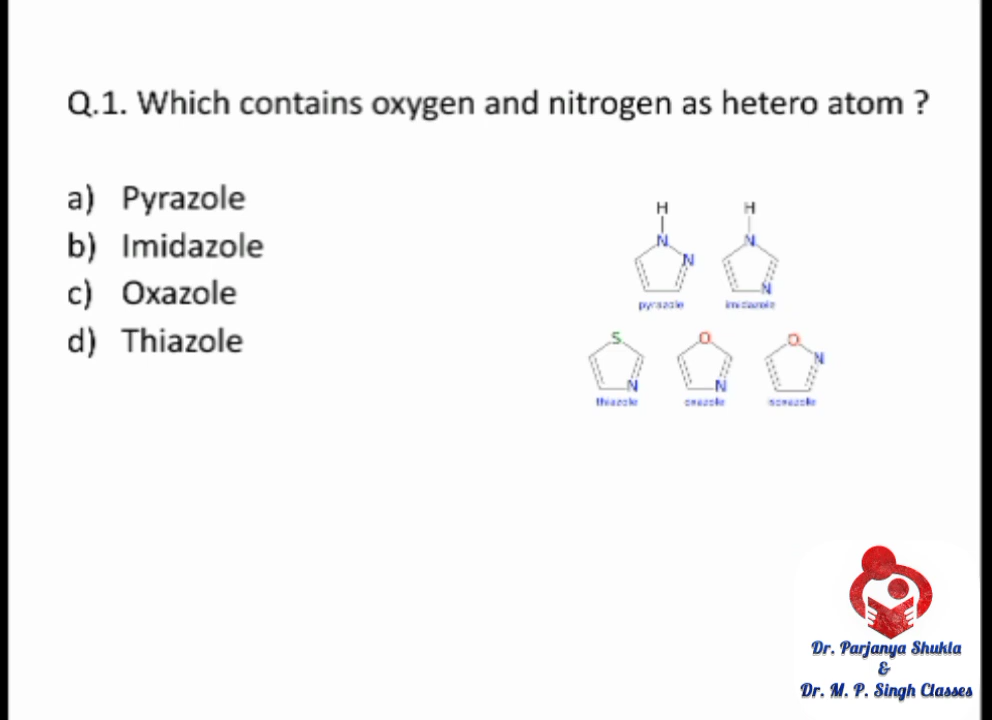 Q.1. Which contains oxygen and nitrogen as hetero atom ?
a) Pyrazole
b) Imidazole
c) Oxazole
d) Thiazole
H H
N N
N N
pyrazole imidazole
S O O
N N N
thiazole oxazole isoxazole
Dr. Parjanya Shukla
&
Dr. M. P. Singh Classes